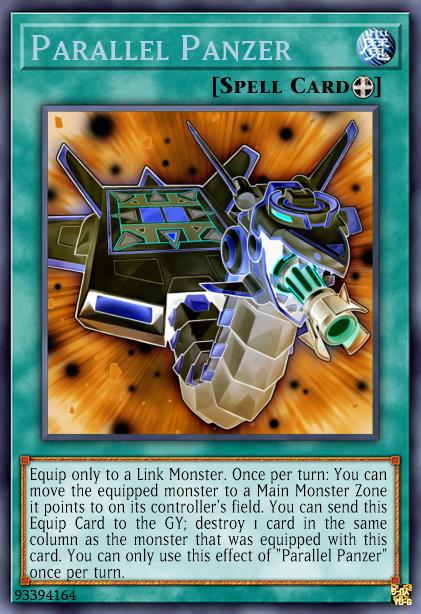 PARALLEL PANZER
魔
[SPELL CARD]
Equip only to a Link Monster. Once per turn: You can
move the equipped monster to a Main Monster Zone
it points to on its controller's field. You can send this
Equip Card to the GY; destroy 1 card in the same
column as the monster that was equipped with this
card. You can only use this effect of "Parallel Panzer"
once per turn.
93394164